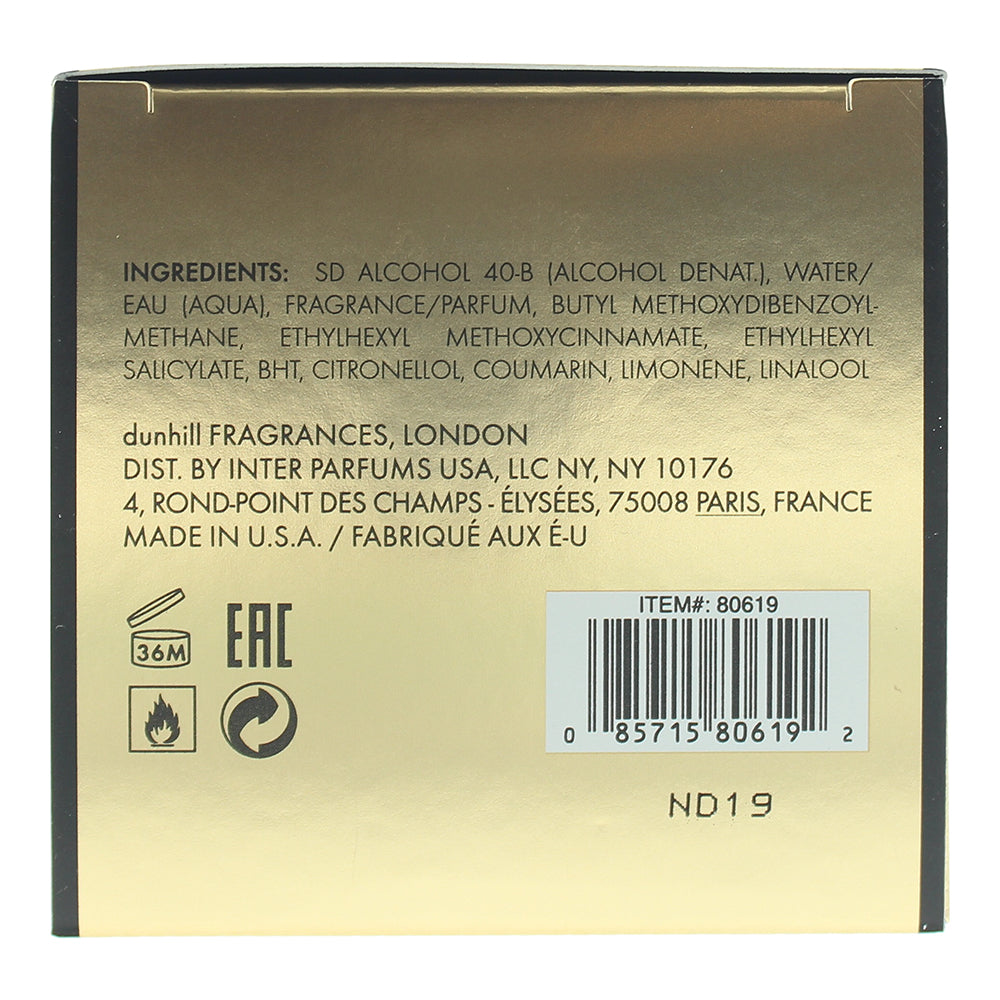 INGREDIENTS: SD ALCOHOL 40-B (ALCOHOL DENAT.), WATER/
EAU (AQUA), FRAGRANCE/PARFUM, BUTYL METHOXYDIBENZOYL-
METHANE, ETHYLHEXYL METHOXYCINNAMATE, ETHYLHEXYL
SALICYLATE, BHT, CITRONELLOL, COUMARIN, LIMONENE, LINALOOL
dunhill FRAGRANCES, LONDON
DIST. BY INTER PARFUMS USA, LLC NY, NY 10176
4, ROND-POINT DES CHAMPS - ÉLYSÉES, 75008 PARIS, FRANCE
MADE IN U.S.A. / FABRIQUÉ AUX É-U
36M
EAC
ITEM#: 80619
0 85715 80619 2
ND19